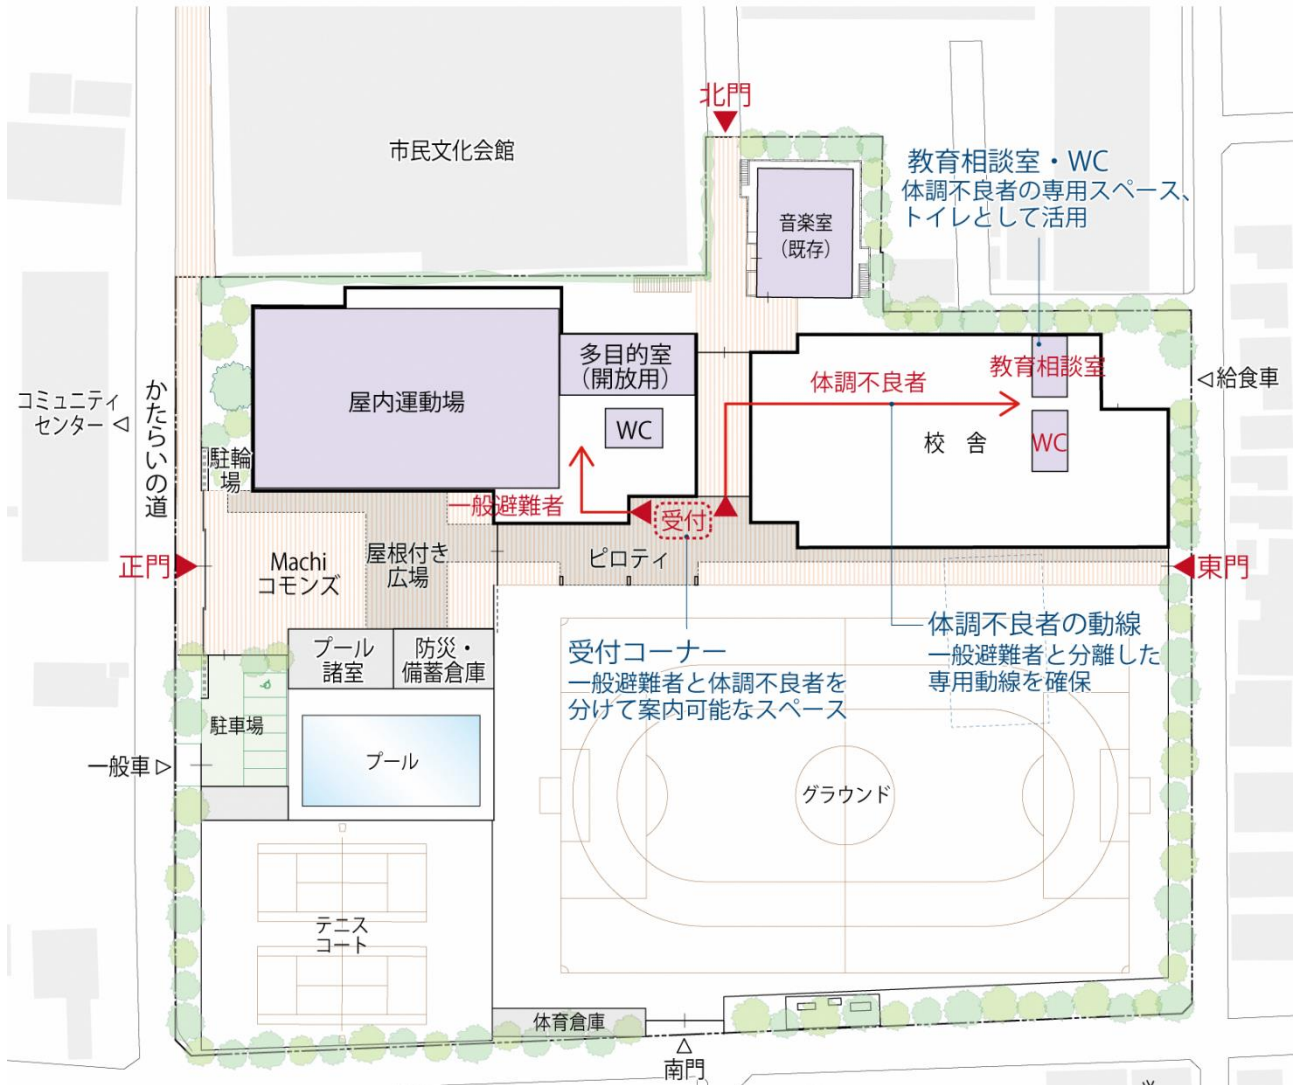 北門
市民文化会館
教育相談室・WC
体調不良者の専用スペース、
トイレとして活用
音楽室
（既存）
多目的室
（開放用）
屋内運動場
WC
体調不良者
教育相談室
給食車
コミュニティ
センター
かたらいの道
駐輪
場
校 舎
WC
一般避難者
受付
正門
Machi
コモンズ
屋根付き
広場
ピロティ
東門
プール
諸室
防災・
備蓄倉庫
受付コーナー
一般避難者と体調不良者を
分けて案内可能なスペース
体調不良者の動線
一般避難者と分離した
専用動線を確保
駐車場
一般車
プール
グラウンド
テニス
コート
体育倉庫
南門